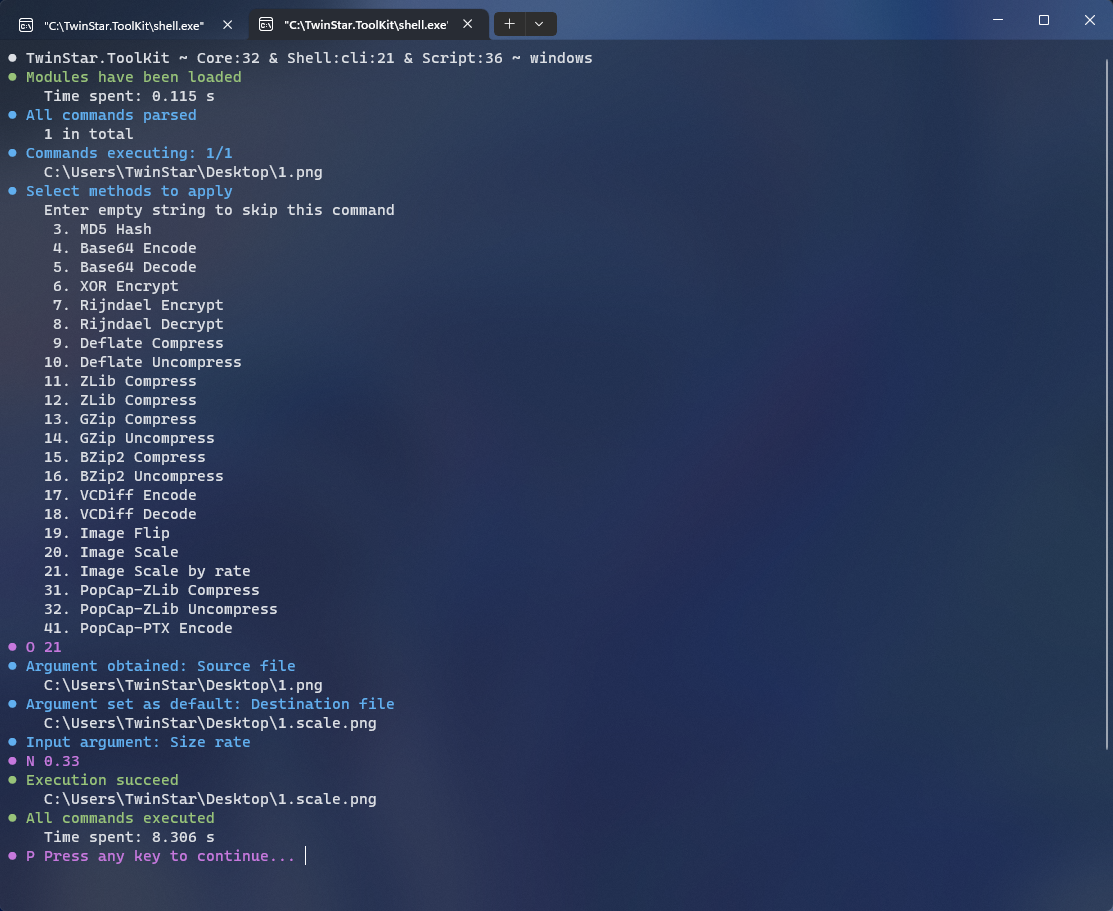 "C:\TwinStar.ToolKit\shell.exe"
"C:\TwinStar.ToolKit\shell.exe'
● TwinStar.ToolKit ~ Core:32 & Shell:cli:21 & Script:36 ~ windows
● Modules have been loaded
Time spent: 0.115 s
● All commands parsed
1 in total
● Commands executing: 1/1
C:\Users\TwinStar\Desktop\1.png
● Select methods to apply
Enter empty string to skip this command
3. MD5 Hash
4. Base64 Encode
5. Base64 Decode
6. XOR Encrypt
7. Rijndael Encrypt
8. Rijndael Decrypt
9. Deflate Compress
10. Deflate Uncompress
11. ZLib Compress
12. ZLib Compress
13. GZip Compress
14. GZip Uncompress
15. BZip2 Compress
16. BZip2 Uncompress
17. VCDiff Encode
18. VCDiff Decode
19. Image Flip
20. Image Scale
21. Image Scale by rate
31. PopCap-ZLib Compress
32. PopCap-ZLib Uncompress
41. PopCap-PTX Encode
● O 21
● Argument obtained: Source file
C:\Users\TwinStar\Desktop\1.png
● Argument set as default: Destination file
C:\Users\TwinStar\Desktop\1.scale.png
● Input argument: Size rate
● N 0.33
● Execution succeed
C:\Users\TwinStar\Desktop\1.scale.png
● All commands executed
Time spent: 8.306 s
● P Press any key to continue...